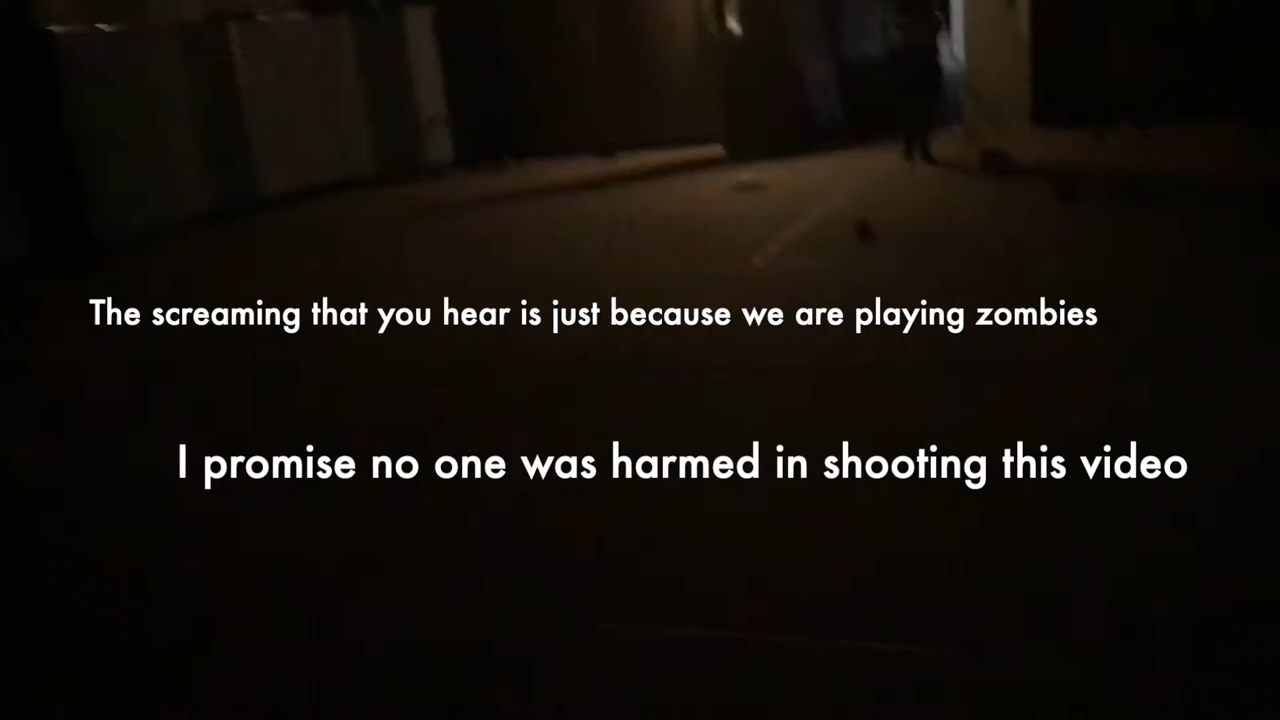 The screaming that you hear is just because we are playing zombies
I promise no one was harmed in shooting this video